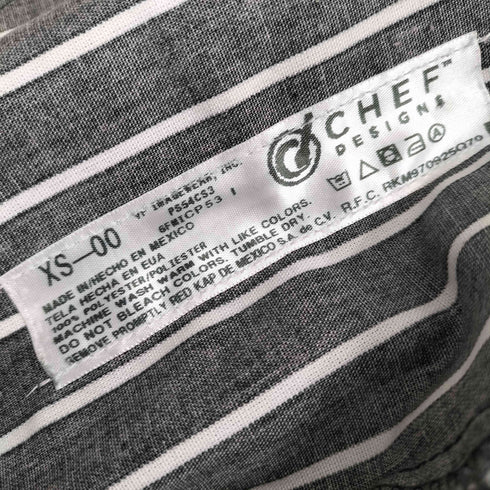 CHEF™
DESIGNS
VF IMAGEWEAR, INC.
PS54C53
XS-00
MADE IN/HECHO EN MEXICO
TELA HECHA EN EUA
100% POLYESTER/POLIESTER
MACHINE WASH WARM WITH LIKE COLORS.
DO NOT BLEACH COLORS. TUMBLE DRY.
REMOVE PROMPTLY RED KAP DE MEXICO S.A. de C.V. R.F.C. RKM970925Q79